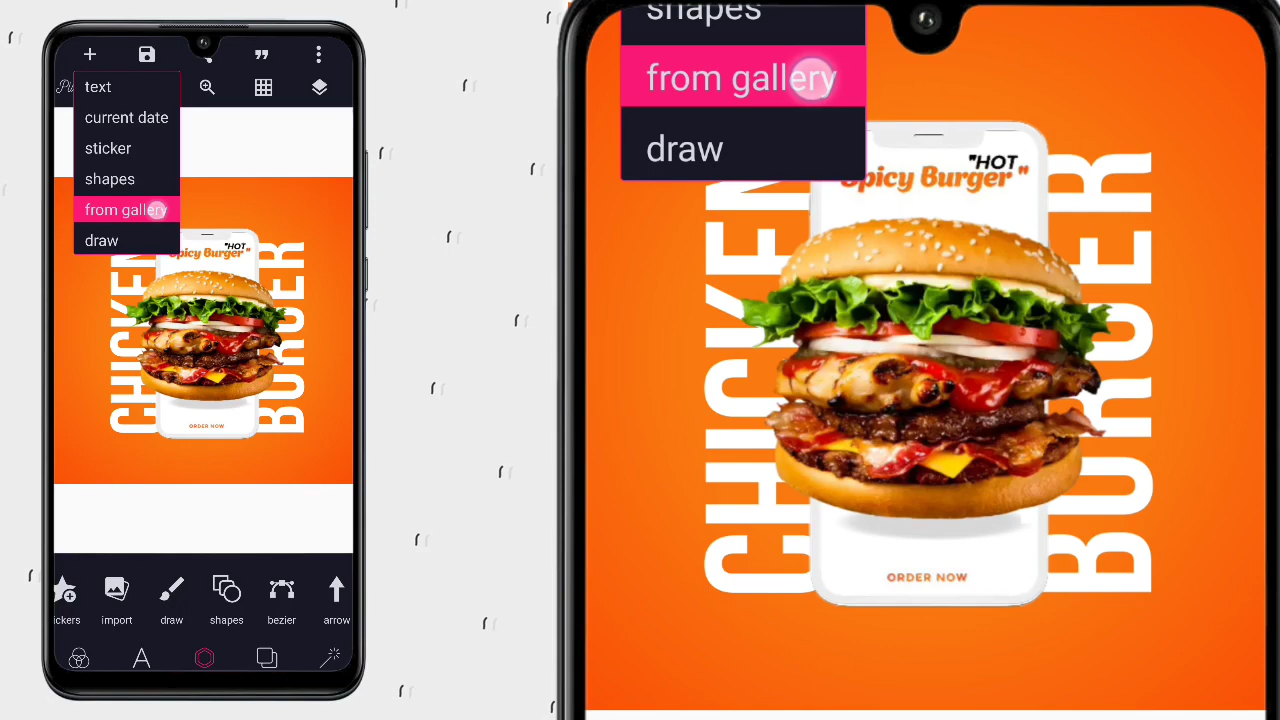 text
current date
sticker
shapes
from gallery
draw
"HOT
Spicy Burger "
CHICKEN
BURGER
ORDER NOW
ickers
import
draw
shapes
bezier
arrow
shapes
from gallery
draw
"HOT
Spicy Burger "
CHICKEN
BURGER
ORDER NOW